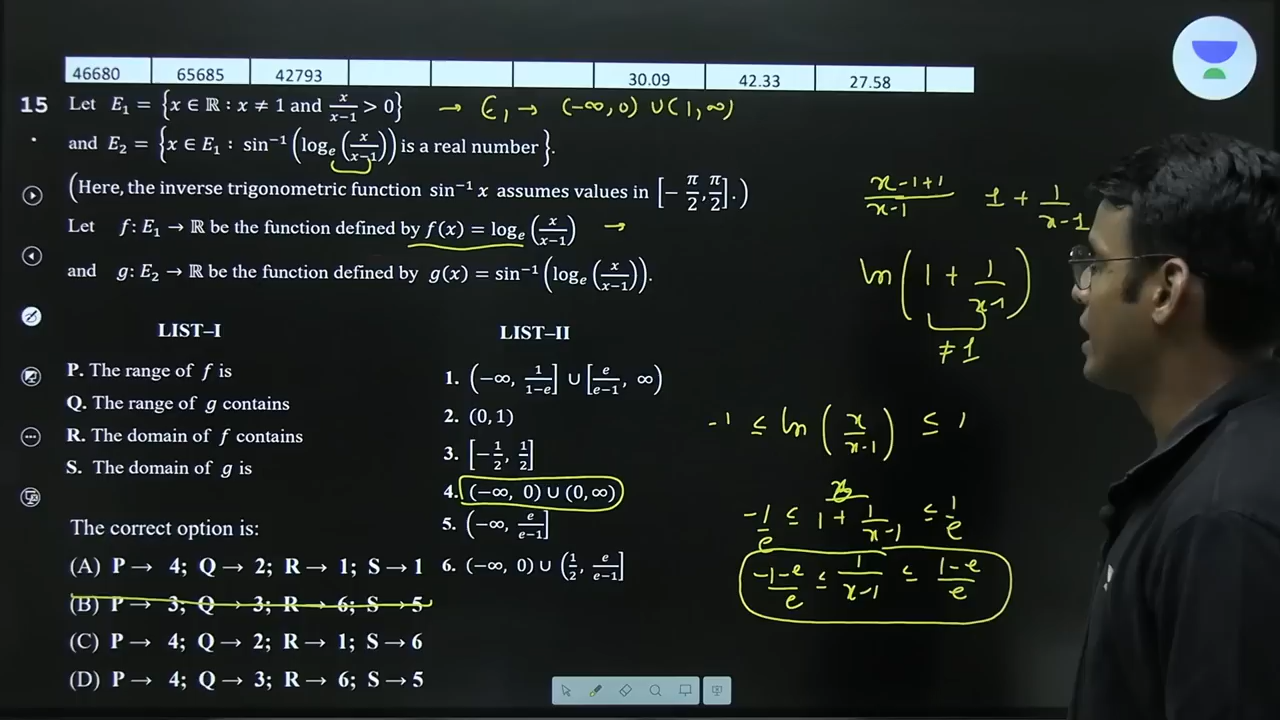 46680 65685 42793 30.09 42.33 27.58
15 Let E₁ = {x ∈ ℝ : x ≠ 1 and x/(x−1) > 0} → E₁ → (-∞, 0) ∪ (1, ∞)
and E₂ = {x ∈ E₁ : sin⁻¹ (logₑ (x/(x−1))) is a real number}.
(Here, the inverse trigonometric function sin⁻¹ x assumes values in [−π/2, π/2].)
Let f: E₁ → ℝ be the function defined by f(x) = logₑ (x/(x−1)) →
and g: E₂ → ℝ be the function defined by g(x) = sin⁻¹ (logₑ (x/(x−1))).
LIST–I
P. The range of f is
Q. The range of g contains
R. The domain of f contains
S. The domain of g is
LIST–II
1. (−∞, 1/(1−e)] ∪ [e/(e−1), ∞)
2. (0, 1)
3. [−1/2, 1/2]
4. (−∞, 0) ∪ (0, ∞)
5. (−∞, e/(e−1)]
6. (−∞, 0) ∪ (1/2, e/(e−1)]
The correct option is:
(A) P → 4; Q → 2; R → 1; S → 1
(B) P → 3; Q → 3; R → 6; S → 5
(C) P → 4; Q → 2; R → 1; S → 6
(D) P → 4; Q → 3; R → 6; S → 5
(x-1+1)/(x-1) 1 + 1/(x-1)
ln(1 + 1/(x-1))
≠ 1
-1 ≤ ln(x/(x-1)) ≤ 1
-1/e ≤ 1 + 1/(x-1) ≤ 1/e
(-1-e)/e ≤ 1/(x-1) ≤ (1-e)/e